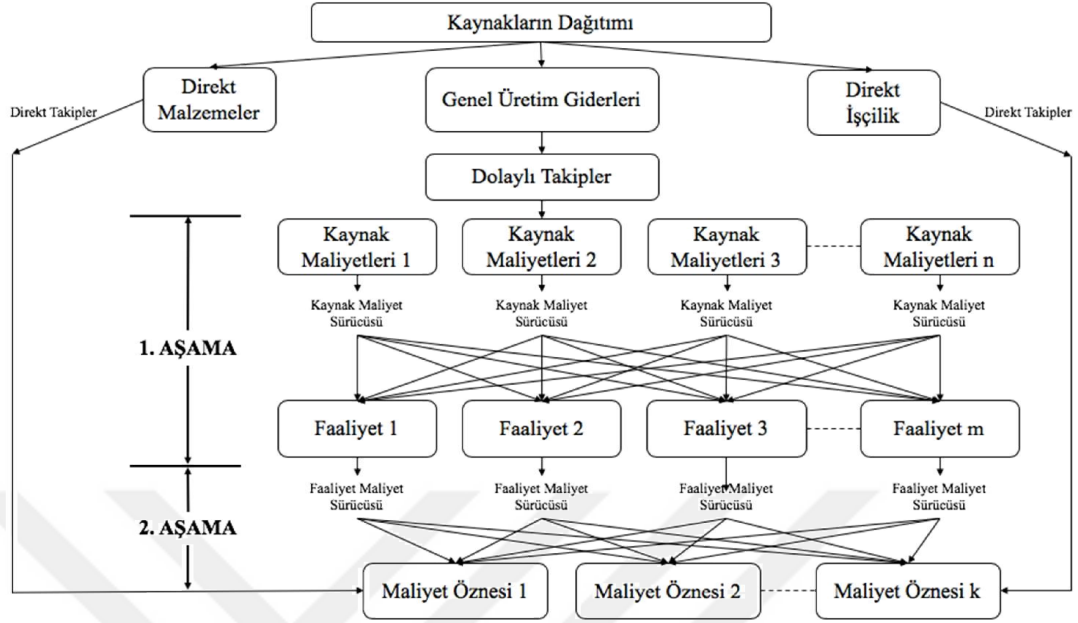 Kaynakların Dağıtımı
Direkt
Malzemeler
Genel Üretim Giderleri
Direkt
İşçilik
Direkt Takipler
Direkt Takipler
Dolaylı Takipler
Kaynak
Maliyetleri 1
Kaynak
Maliyetleri 2
Kaynak
Maliyetleri 3
Kaynak
Maliyetleri n
Kaynak Maliyet
Sürücüsü
Kaynak Maliyet
Sürücüsü
Kaynak Maliyet
Sürücüsü
Kaynak Maliyet
Sürücüsü
1. AŞAMA
Faaliyet 1
Faaliyet 2
Faaliyet 3
Faaliyet m
Faaliyet Maliyet
Sürücüsü
Faaliyet Maliyet
Sürücüsü
Faaliyet Maliyet
Sürücüsü
Faaliyet Maliyet
Sürücüsü
2. AŞAMA
Maliyet Öznesi 1
Maliyet Öznesi 2
Maliyet Öznesi k